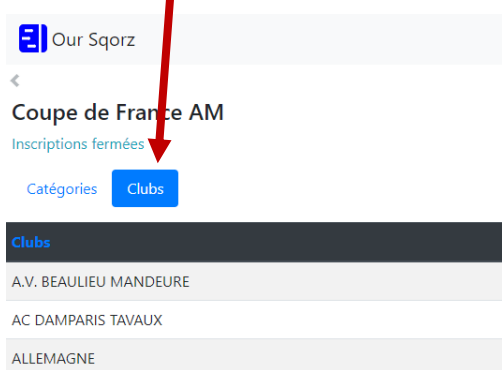 Our Sqorz
Coupe de France AM
Inscriptions fermées
Catégories Clubs
Clubs
A.V. BEAULIEU MANDEURE
AC DAMPARIS TAVAUX
ALLEMAGNE